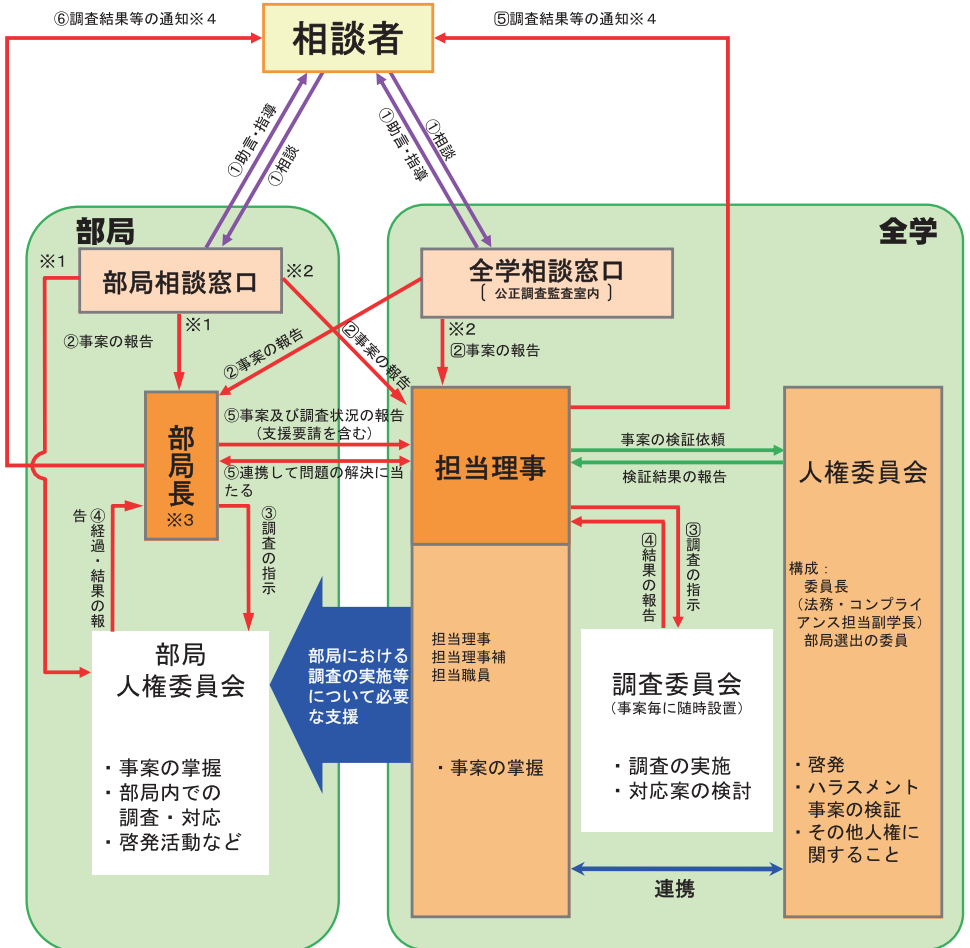 ⑥調査結果等の通知※4
相談者
⑤調査結果等の通知※4
①助言・指導
①相談
①助言・指導
①相談
部局
全学
※1
部局相談窓口
※2
全学相談窓口
〔 公正調査監査室内 〕
※1
②事案の報告
②事案の報告
②事案の報告
※2
②事案の報告
部局長
※3
⑤事案及び調査状況の報告
(支援要請を含む)
⑤連携して問題の解決に当
たる
担当理事
事案の検証依頼
検証結果の報告
人権委員会
④経過・結果の報
告
③調査の指示
④結果の報告
③調査の指示
構成：
委員長
(法務・コンプライ
アンス担当副学長)
部局選出の委員
部局
人権委員会
・事案の掌握
・部局内での
調査・対応
・啓発活動など
部局における
調査の実施等
について必要
な支援
担当理事
担当理事補
担当職員
・事案の掌握
調査委員会
(事案毎に随時設置)
・調査の実施
・対応案の検討
・啓発
・ハラスメント
事案の検証
・その他人権に
関すること
連携